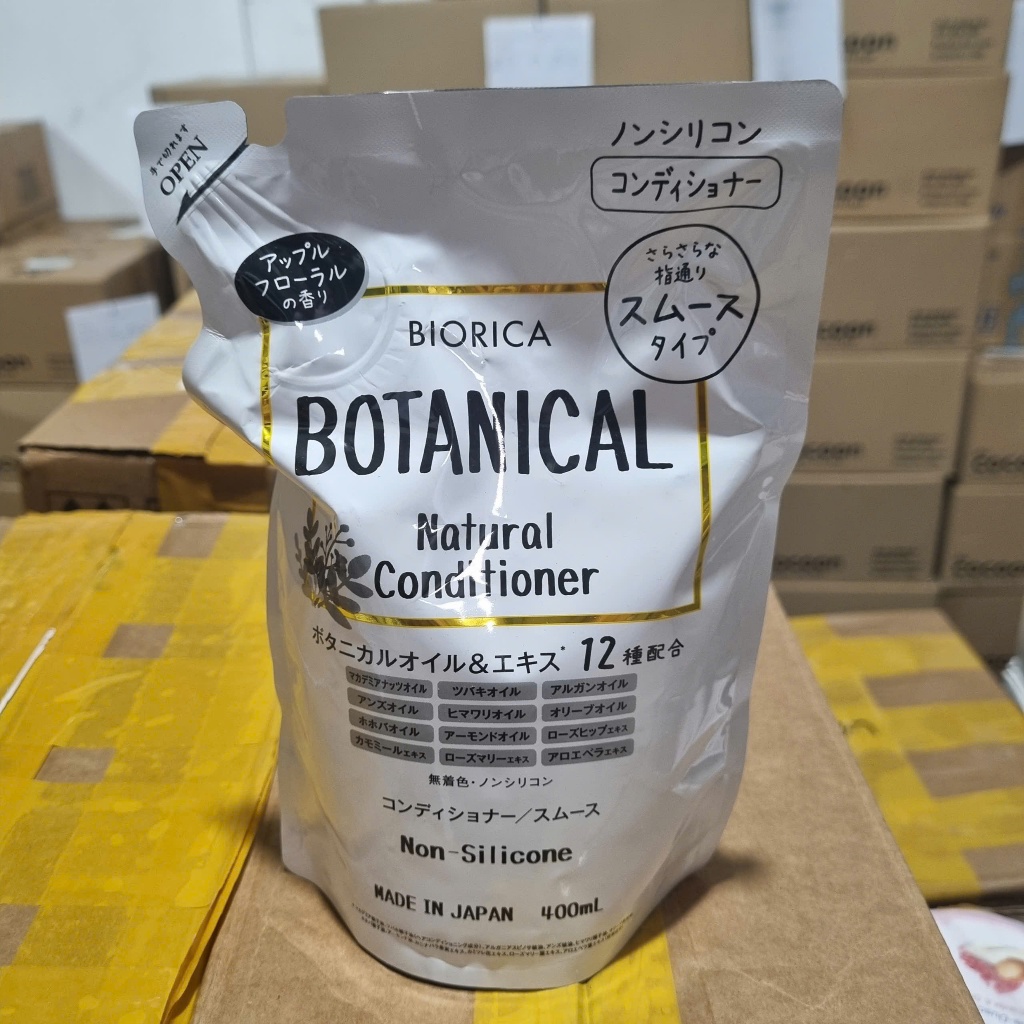 手で切れます
OPEN
ノンシリコン
コンディショナー
アップル
フローラル
の香り
さらさらな
指通り
スムース
タイプ
BIORICA
BOTANICAL
Natural
Conditioner
ボタニカルオイル&エキス* 12種配合
マカデミアナッツオイル ツバキオイル アルガンオイル
アンズオイル ヒマワリオイル オリーブオイル
ホホバオイル アーモンドオイル ローズヒップエキス
カモミールエキス ローズマリーエキス アロエベラエキス
無着色・ノンシリコン
コンディショナー/スムース
Non-Silicone
MADE IN JAPAN 400mL
Cocoon
Cocoon